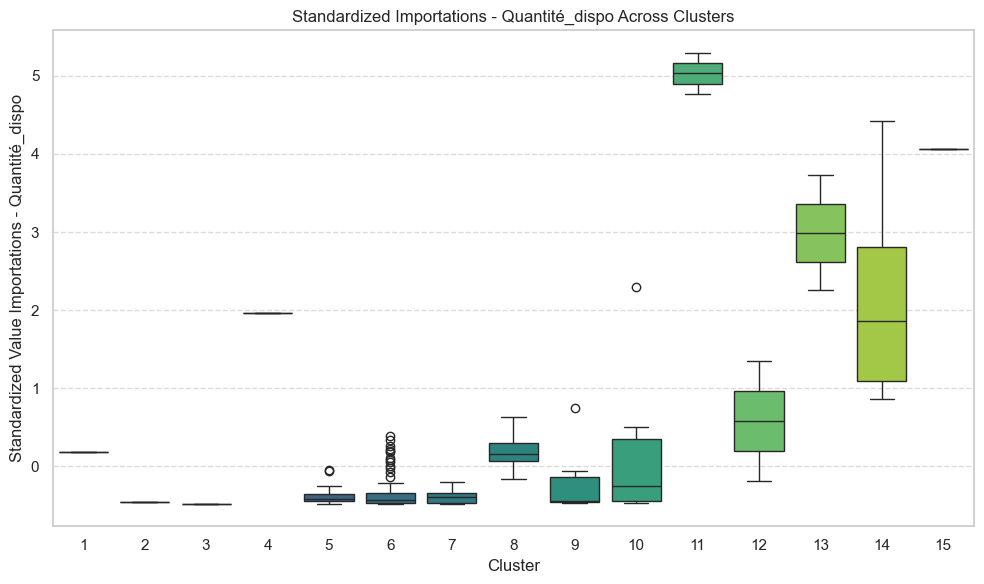 Standardized Importations - Quantité_dispo Across Clusters
Standardized Value Importations - Quantité_dispo
5
4
3
2
1
0
1 2 3 4 5 6 7 8 9 10 11 12 13 14 15
Cluster